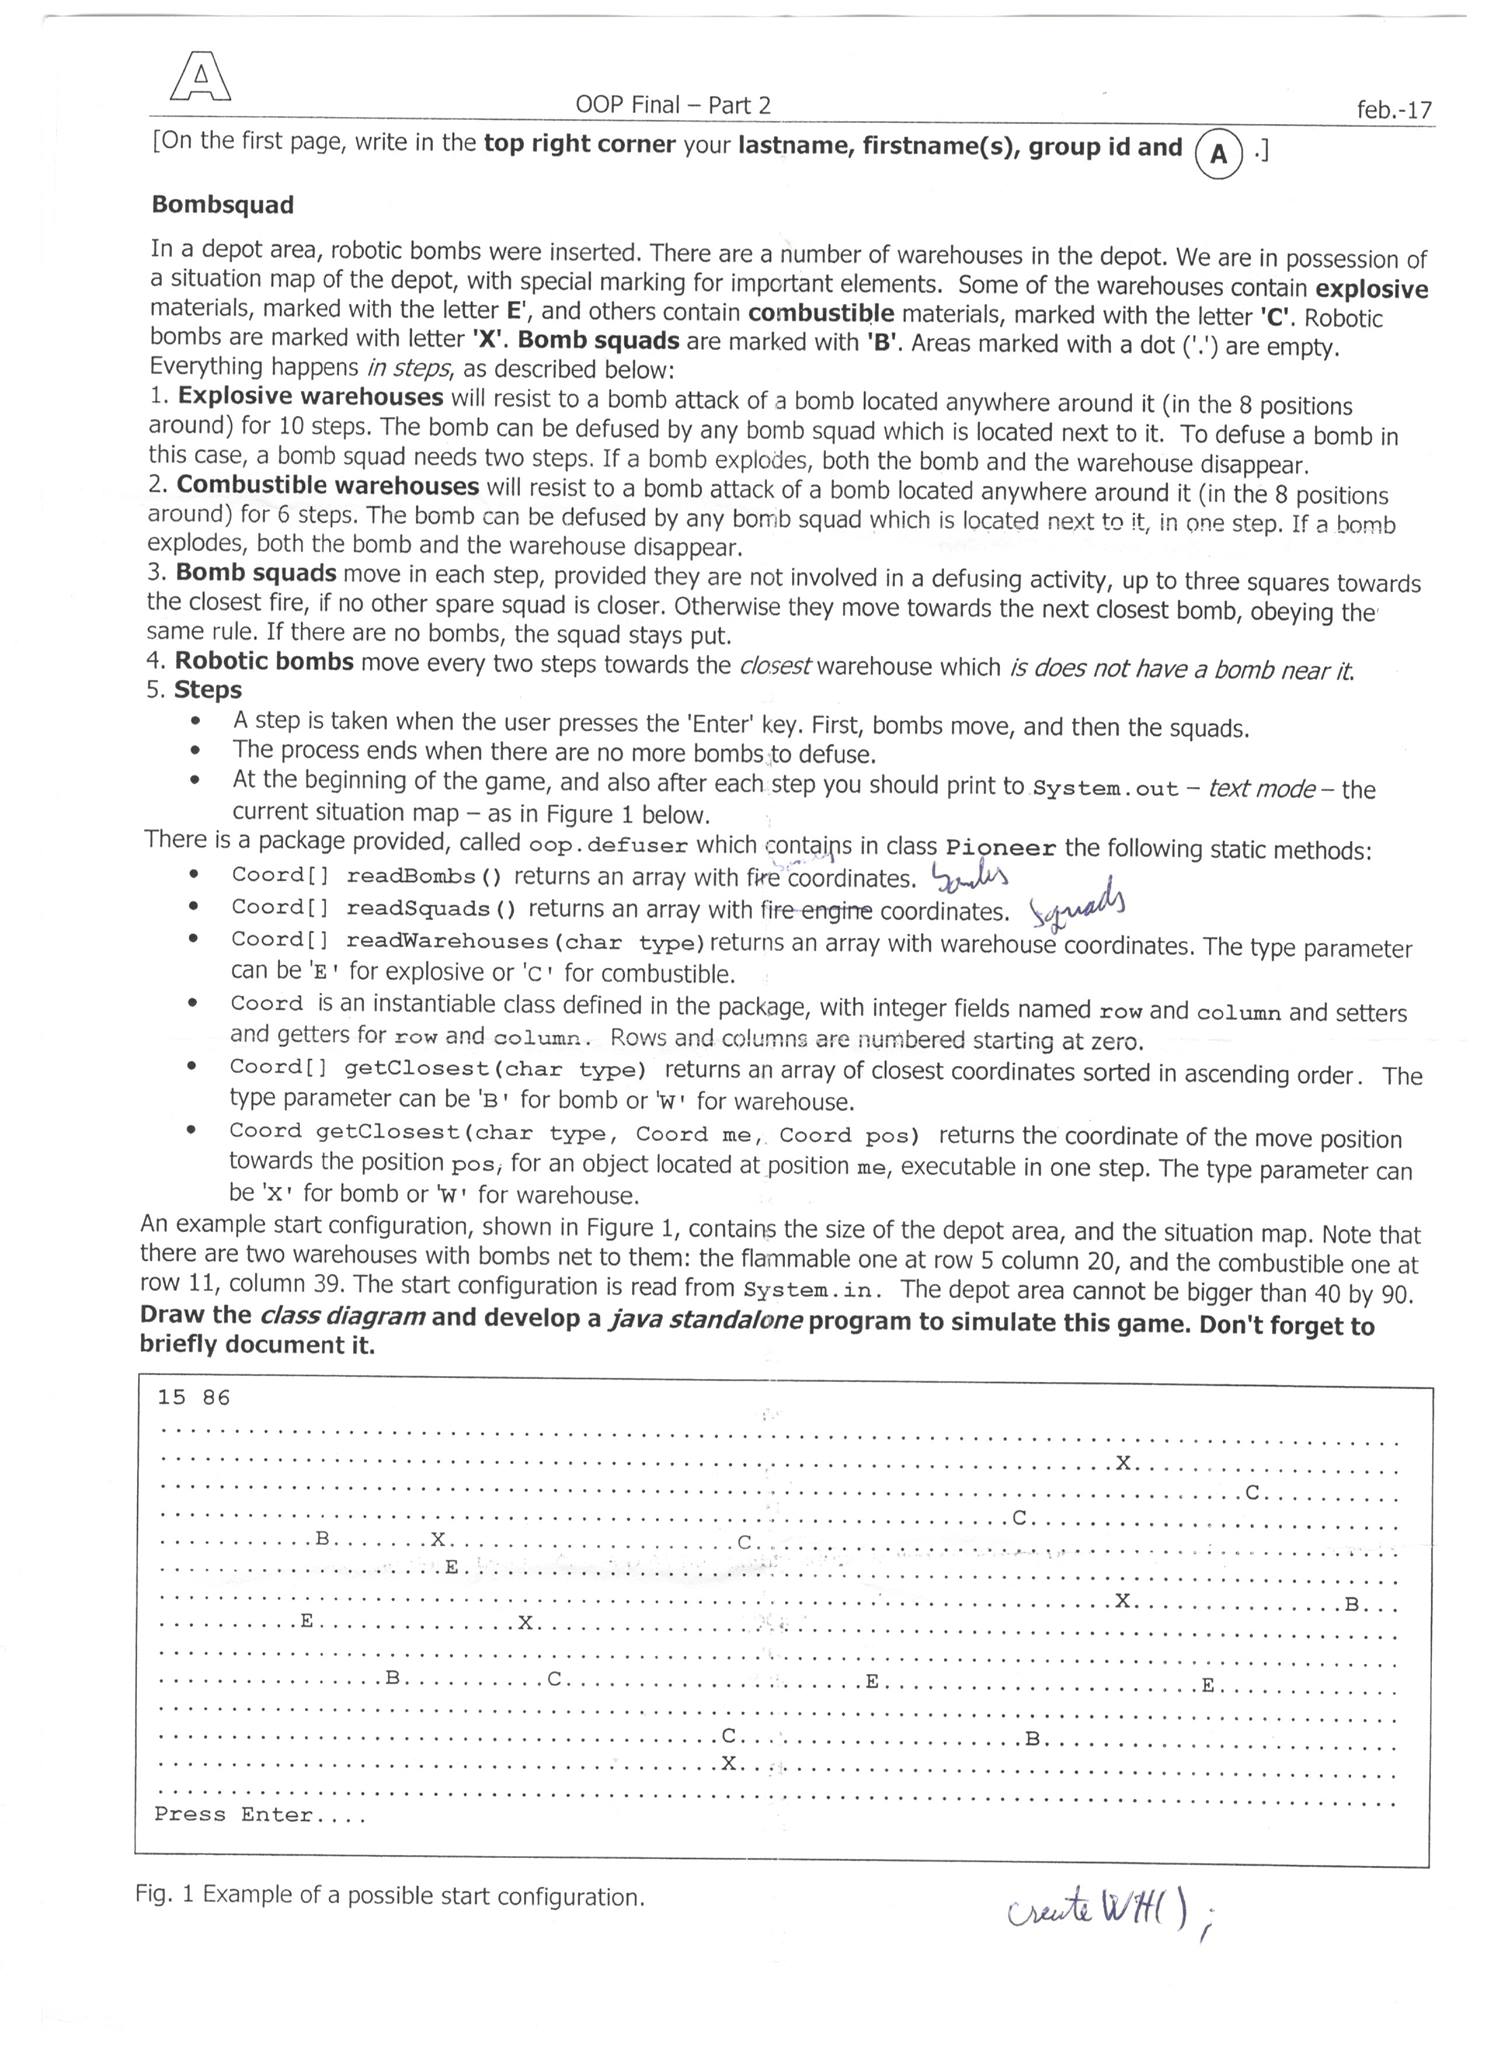 A
OOP Final – Part 2
feb.-17
[On the first page, write in the top right corner your lastname, firstname(s), group id and A .]
Bombsquad
In a depot area, robotic bombs were inserted. There are a number of warehouses in the depot. We are in possession of
a situation map of the depot, with special marking for important elements.  Some of the warehouses contain explosive
materials, marked with the letter E', and others contain combustible materials, marked with the letter 'C'. Robotic
bombs are marked with letter 'X'. Bomb squads are marked with 'B'. Areas marked with a dot ('.') are empty.
Everything happens in steps, as described below:
1. Explosive warehouses will resist to a bomb attack of a bomb located anywhere around it (in the 8 positions
around) for 10 steps. The bomb can be defused by any bomb squad which is located next to it.  To defuse a bomb in
this case, a bomb squad needs two steps. If a bomb explodes, both the bomb and the warehouse disappear.
2. Combustible warehouses will resist to a bomb attack of a bomb located anywhere around it (in the 8 positions
around) for 6 steps. The bomb can be defused by any bomb squad which is located next to it, in one step. If a bomb
explodes, both the bomb and the warehouse disappear.
3. Bomb squads move in each step, provided they are not involved in a defusing activity, up to three squares towards
the closest fire, if no other spare squad is closer. Otherwise they move towards the next closest bomb, obeying the
same rule. If there are no bombs, the squad stays put.
4. Robotic bombs move every two steps towards the closest warehouse which is does not have a bomb near it.
5. Steps
• A step is taken when the user presses the 'Enter' key. First, bombs move, and then the squads.
• The process ends when there are no more bombs to defuse.
• At the beginning of the game, and also after each step you should print to System.out – text mode – the
current situation map – as in Figure 1 below.
There is a package provided, called oop.defuser which contains in class Pioneer the following static methods:
• Coord[] readBombs() returns an array with fire coordinates. bombs
• Coord[] readSquads() returns an array with fire engine coordinates. squads
• Coord[] readWarehouses(char type) returns an array with warehouse coordinates. The type parameter
can be 'E' for explosive or 'C' for combustible.
• Coord is an instantiable class defined in the package, with integer fields named row and column and setters
and getters for row and column. Rows and columns are numbered starting at zero.
• Coord[] getClosest(char type) returns an array of closest coordinates sorted in ascending order. The
type parameter can be 'B' for bomb or 'W' for warehouse.
• Coord getClosest(char type, Coord me, Coord pos) returns the coordinate of the move position
towards the position pos, for an object located at position me, executable in one step. The type parameter can
be 'X' for bomb or 'W' for warehouse.
An example start configuration, shown in Figure 1, contains the size of the depot area, and the situation map. Note that
there are two warehouses with bombs net to them: the flammable one at row 5 column 20, and the combustible one at
row 11, column 39. The start configuration is read from System.in. The depot area cannot be bigger than 40 by 90.
Draw the class diagram and develop a java standalone program to simulate this game. Don't forget to
briefly document it.
15 86
......................................................................................
..................................................................X...................
...........................................................................C..........
...........................................................C..........................
...........B.......X....................C.............................................
....................E.................................................................
..................................................................X...............B...
..........E..............X............................................................
......................................................................................
................B..........C.....................E......................E.............
......................................................................................
.......................................C....................B.........................
.......................................X..............................................
......................................................................................
Press Enter....
Fig. 1 Example of a possible start configuration.
createWH();